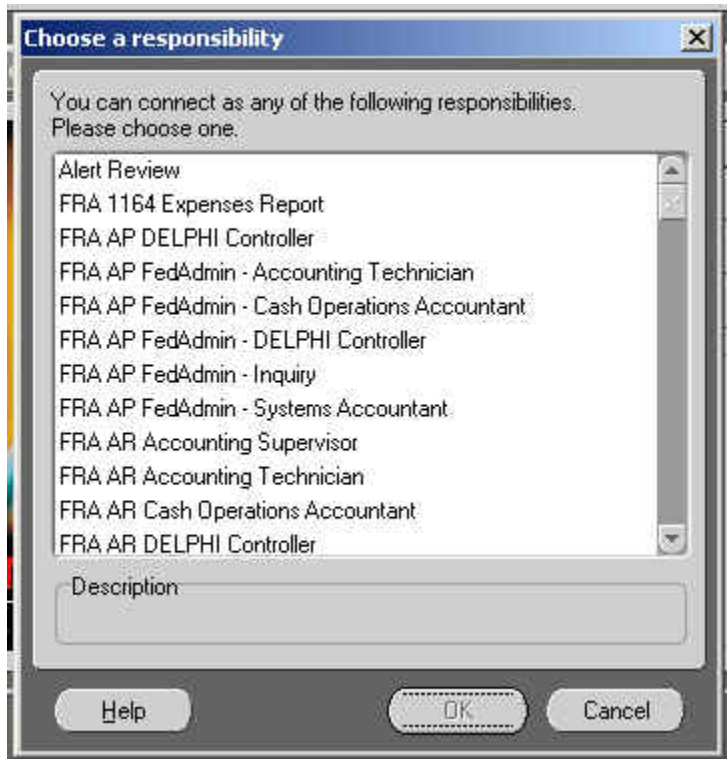 Choose a responsibility
You can connect as any of the following responsibilities.
Please choose one.
Alert Review
FRA 1164 Expenses Report
FRA AP DELPHI Controller
FRA AP FedAdmin - Accounting Technician
FRA AP FedAdmin - Cash Operations Accountant
FRA AP FedAdmin - DELPHI Controller
FRA AP FedAdmin - Inquiry
FRA AP FedAdmin - Systems Accountant
FRA AR Accounting Supervisor
FRA AR Accounting Technician
FRA AR Cash Operations Accountant
FRA AR DELPHI Controller
Description
Help OK Cancel